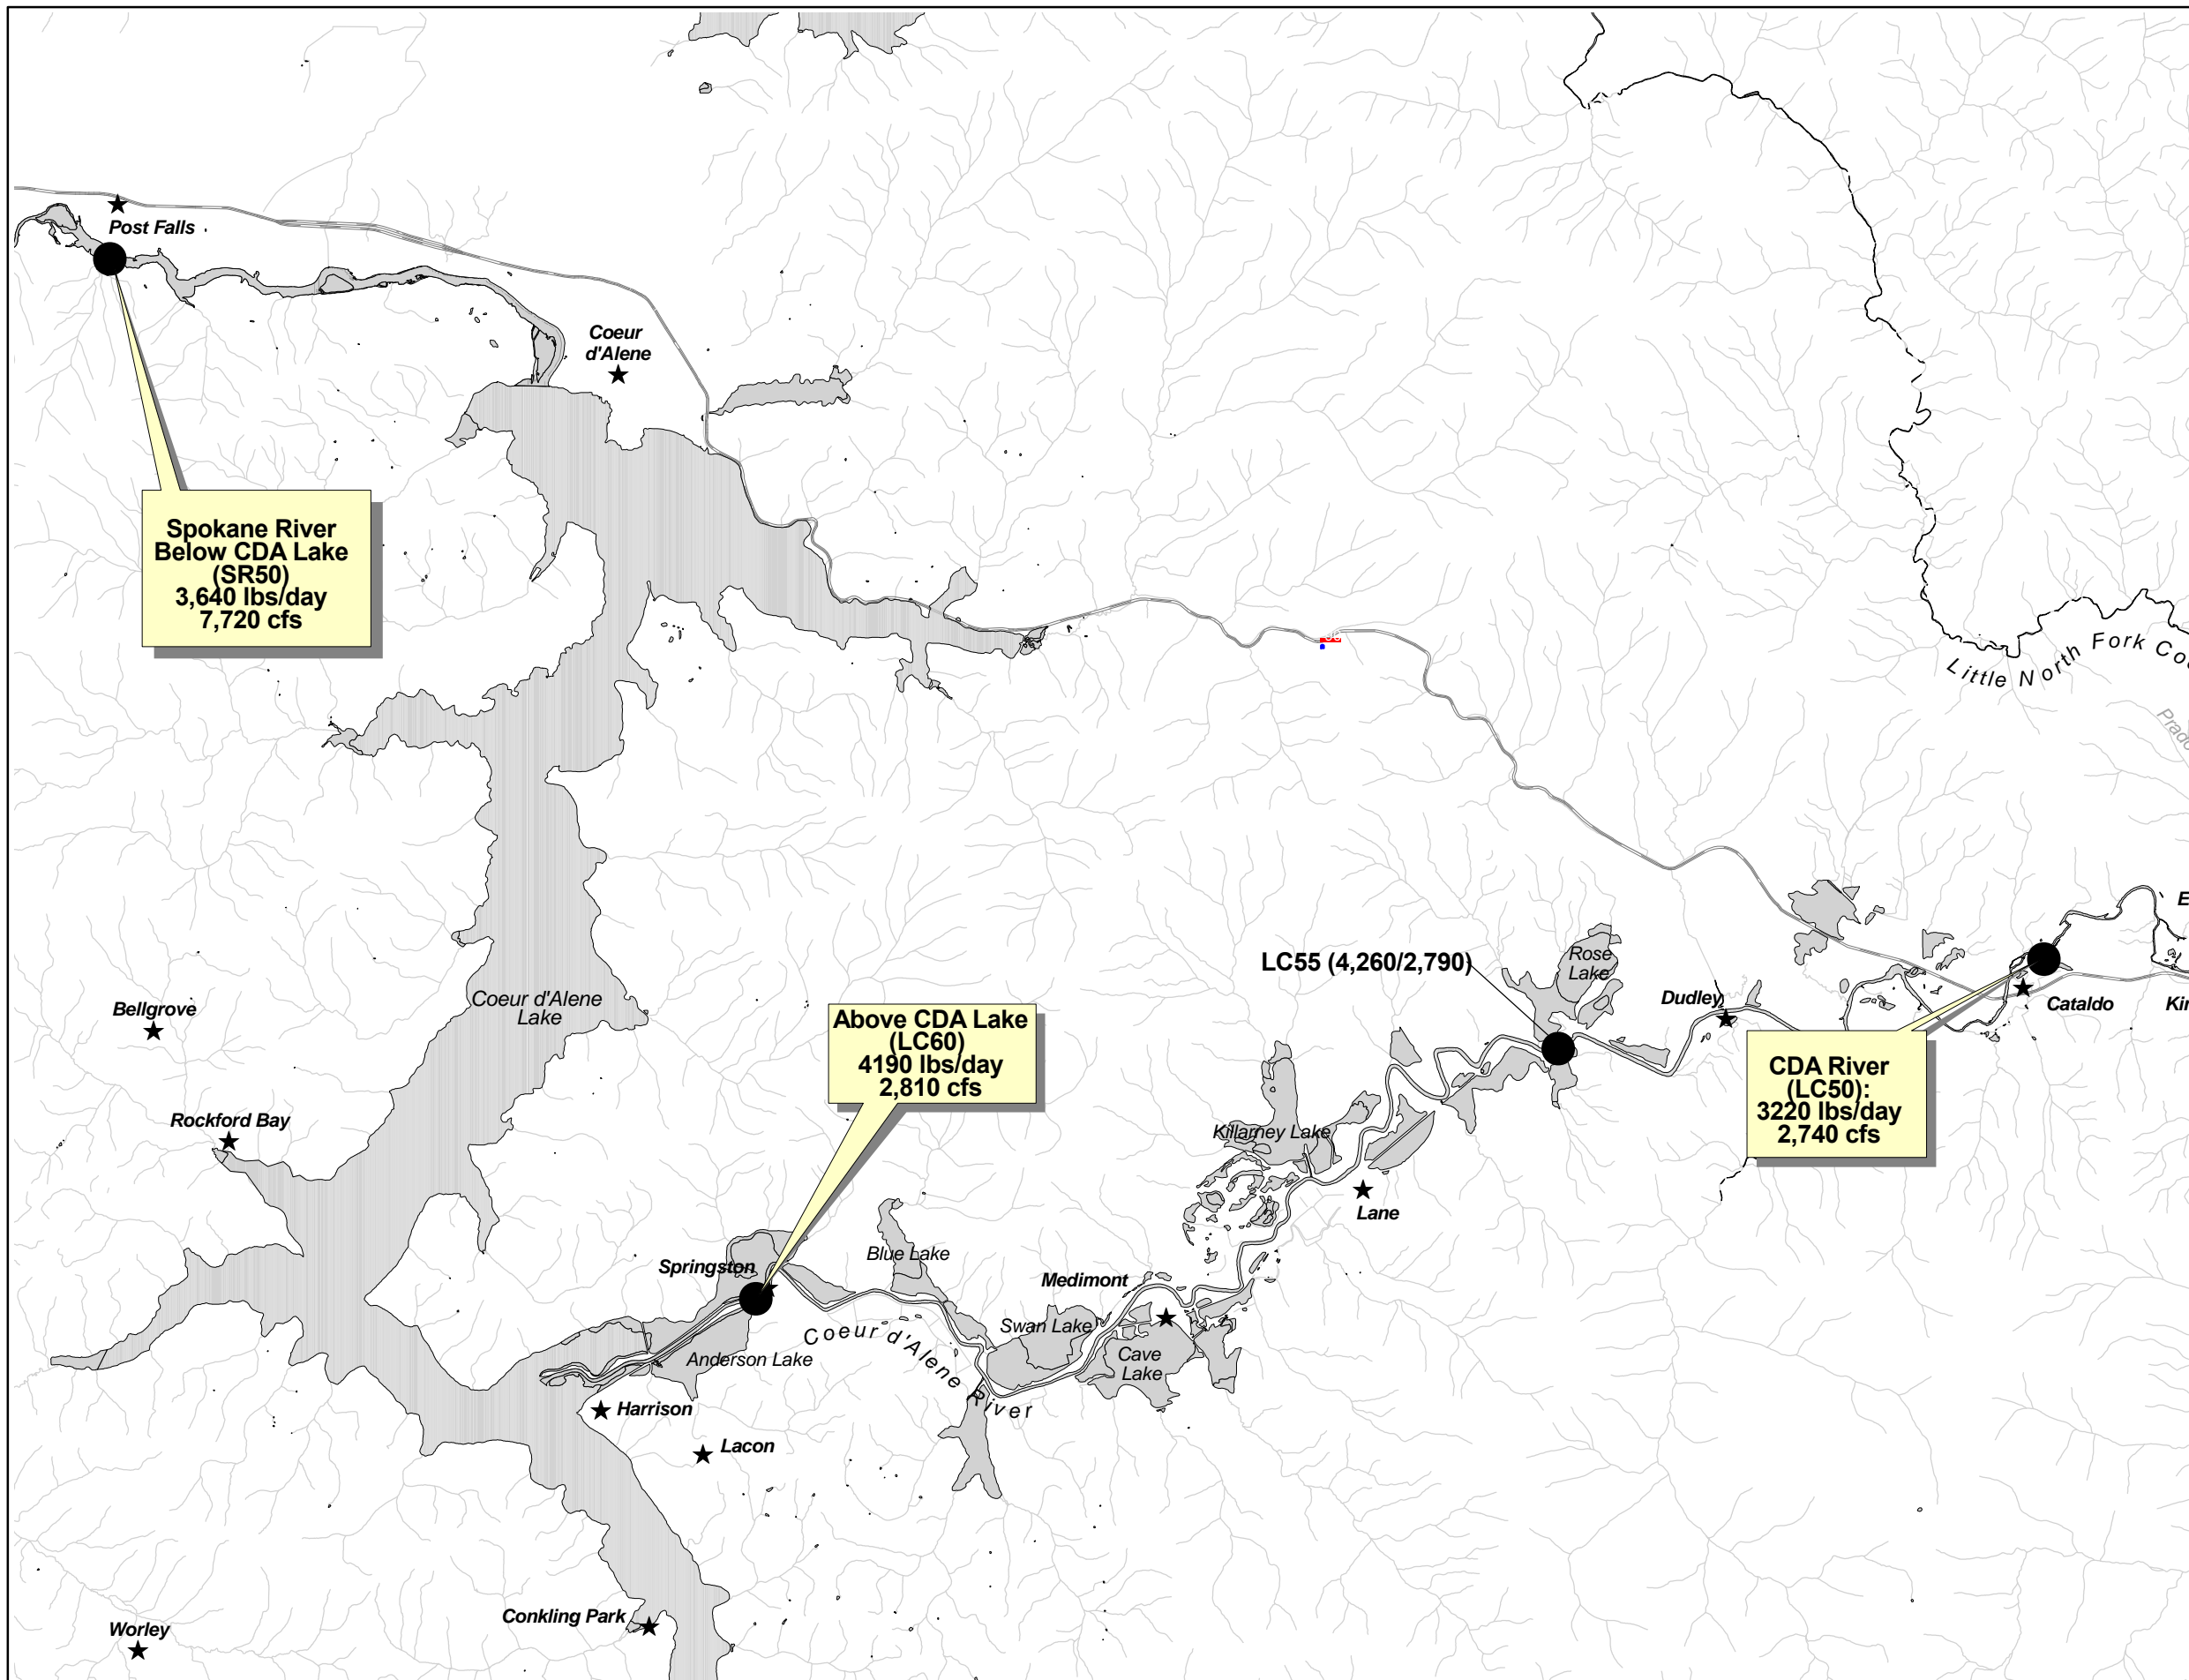 Post Falls
Coeur
d'Alene
Spokane River
Below CDA Lake
(SR50)
3,640 lbs/day
7,720 cfs
Little North Fork Coe
Prado
E
LC55 (4,260/2,790)
Rose
Lake
Dudley
Cataldo
Kin
Bellgrove
Coeur d'Alene
Lake
Above CDA Lake
(LC60)
4190 lbs/day
2,810 cfs
CDA River
(LC50):
3220 lbs/day
2,740 cfs
Rockford Bay
Killarney Lake
Lane
Springston
Blue Lake
Medimont
Swan Lake
Coeur d'Alene River
Anderson Lake
Cave
Lake
Harrison
Lacon
Conkling Park
Worley